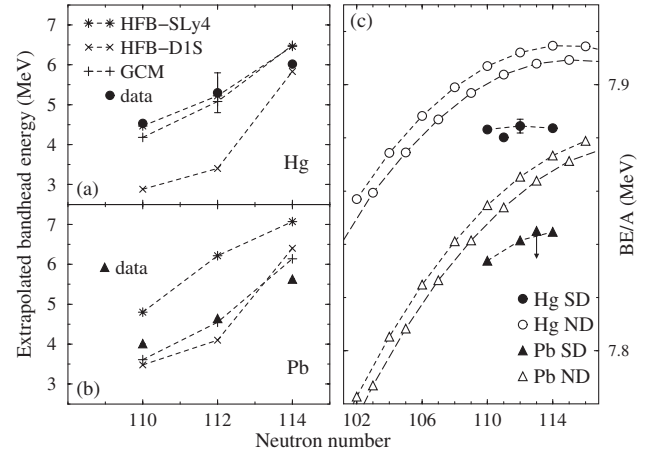 Extrapolated bandhead energy (MeV)
7
6
5
4
3
HFB−SLy4
HFB−D1S
GCM
data
(a)
Hg
7
6
5
4
3
data
(b)
Pb
110
112
114
(c)
7.9
7.8
BE/A (MeV)
Hg SD
Hg ND
Pb SD
Pb ND
102
106
110
114
Neutron number